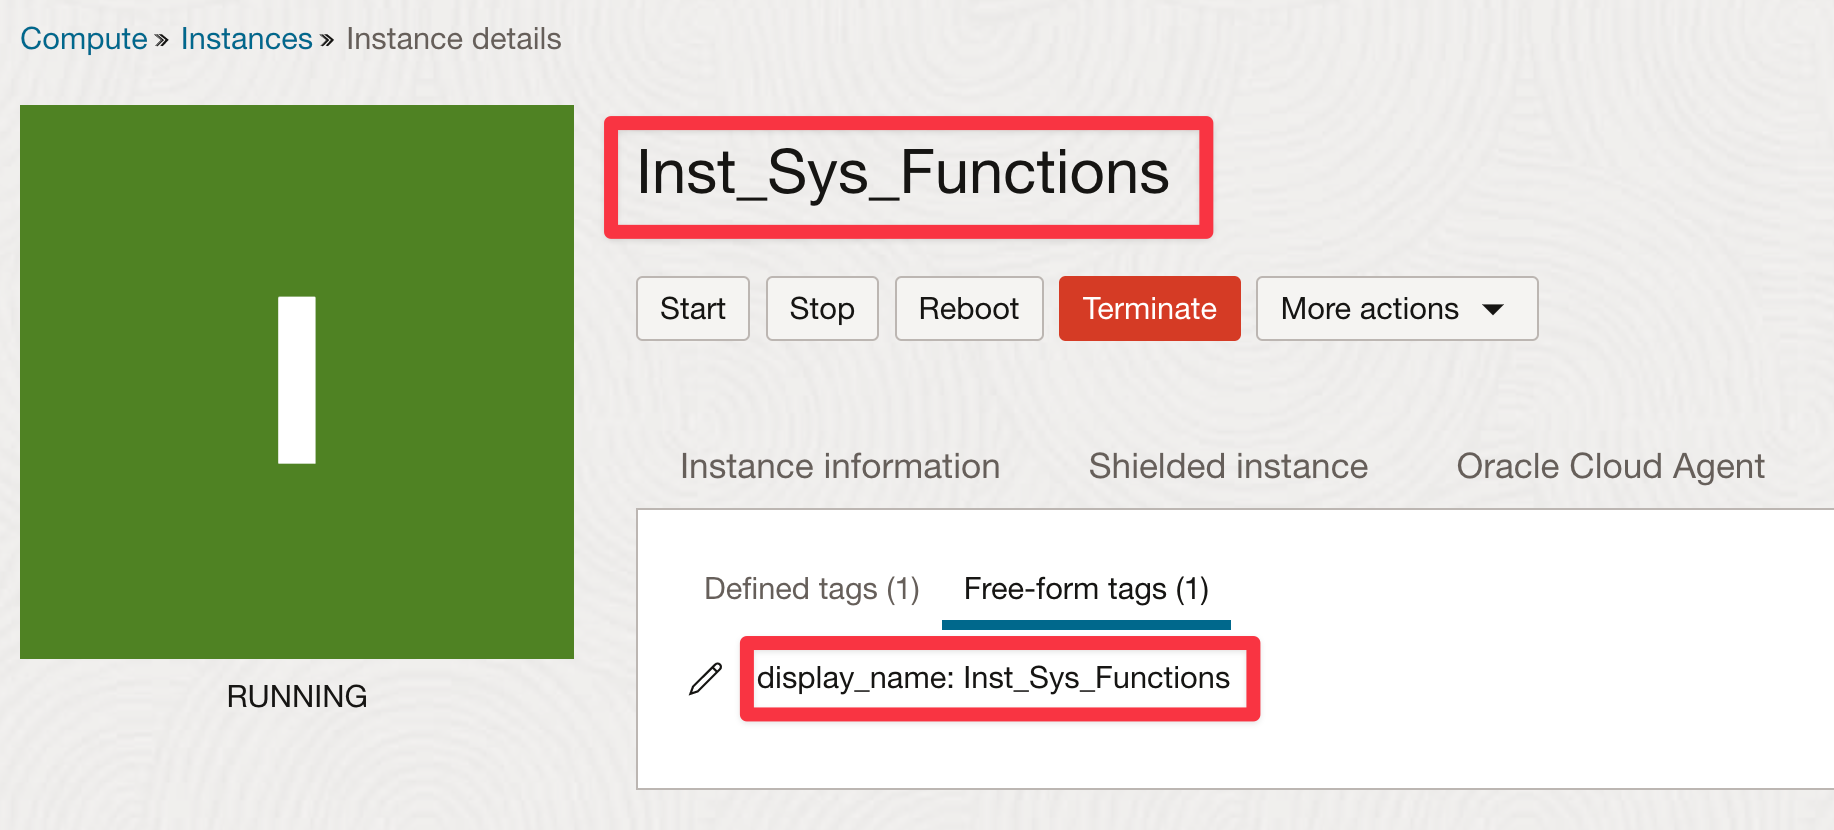 Compute » Instances » Instance details
I
Inst_Sys_Functions
Start Stop Reboot Terminate More actions
Instance information Shielded instance Oracle Cloud Agent
Defined tags (1) Free-form tags (1)
display_name: Inst_Sys_Functions
RUNNING